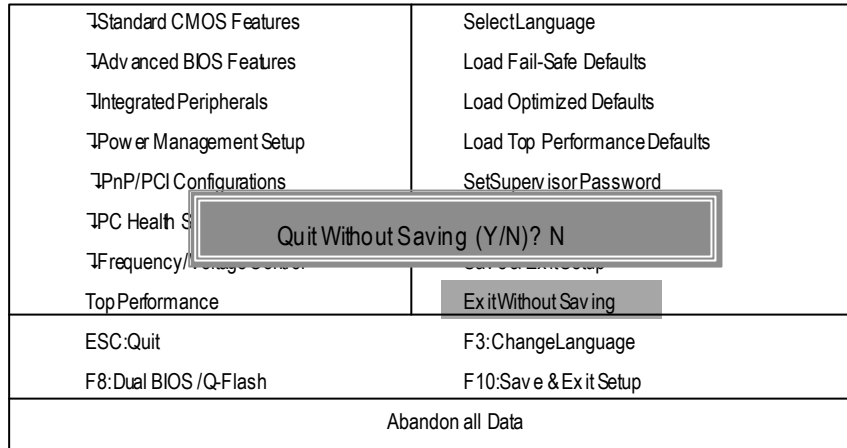 Standard CMOS Features
Advanced BIOS Features
Integrated Peripherals
Power Management Setup
PnP/PCI Configurations
PC Health S
Frequency/
Top Performance
Select Language
Load Fail-Safe Defaults
Load Optimized Defaults
Load Top Performance Defaults
Set Supervisor Password
Quit Without Saving (Y/N)? N
Exit Without Saving
ESC:Quit
F3:Change Language
F8:Dual BIOS /Q-Flash
F10:Save & Exit Setup
Abandon all Data